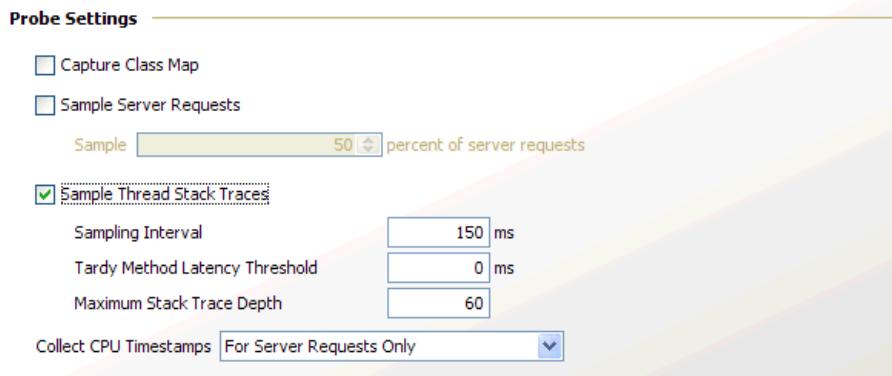 Probe Settings
Capture Class Map
Sample Server Requests
Sample 50 percent of server requests
Sample Thread Stack Traces
Sampling Interval 150 ms
Tardy Method Latency Threshold 0 ms
Maximum Stack Trace Depth 60
Collect CPU Timestamps For Server Requests Only